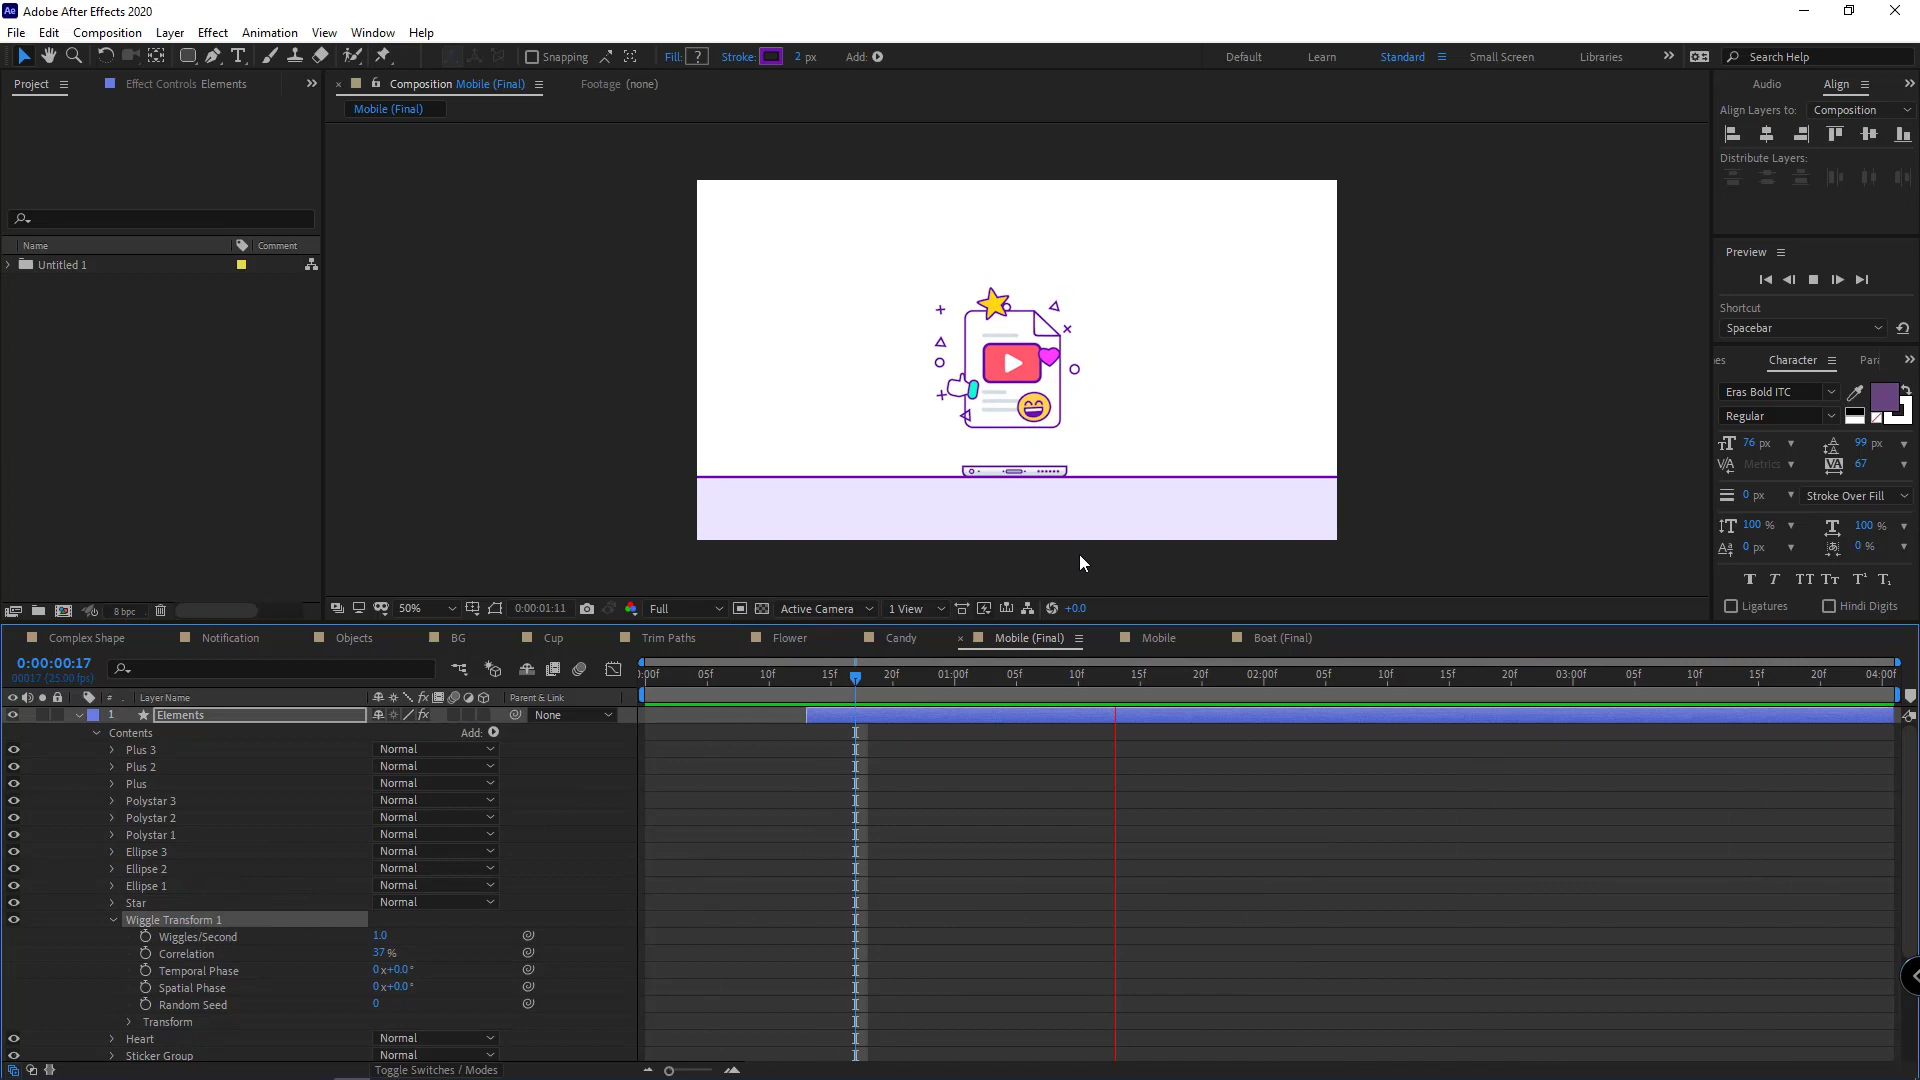 Ae Adobe After Effects 2020
File Edit Composition Layer Effect Animation View Window Help
T Snapping Fill: ? Stroke: 2 px Add: Default Learn Standard Small Screen Libraries Search Help
Project Effect Controls Elements Composition Mobile (Final) Footage (none) Audio Align
Mobile (Final) Align Layers to: Composition
Distribute Layers:
Name Comment
Untitled 1
Preview
Shortcut
Spacebar
Character
Eras Bold ITC
Regular
76 px 99 px
Metrics 67
0 px Stroke Over Fill
100 % 100 %
0 px 0 %
T T TT Tt T¹ T₁
Ligatures Hindi Digits
8 bpc 50% 0:00:01:11 Full Active Camera 1 View +0.0
Complex Shape Notification Objects BG Cup Trim Paths Flower Candy × Mobile (Final) Mobile Boat (Final)
0:00:00:17
00017 (25.00 fps)
:00f 05f 10f 15f 20f 01:00f 05f 10f 15f 20f 02:00f 05f 10f 15f 20f 03:00f 05f 10f 15f 20f 04:00f
# Layer Name fx Parent & Link
1 Elements fx None
Contents Add:
Plus 3 Normal
Plus 2 Normal
Plus Normal
Polystar 3 Normal
Polystar 2 Normal
Polystar 1 Normal
Ellipse 3 Normal
Ellipse 2 Normal
Ellipse 1 Normal
Star Normal
Wiggle Transform 1
Wiggles/Second 1.0
Correlation 37 %
Temporal Phase 0x+0.0°
Spatial Phase 0x+0.0°
Random Seed 0
Transform
Heart Normal
Sticker Group Normal
Toggle Switches / Modes